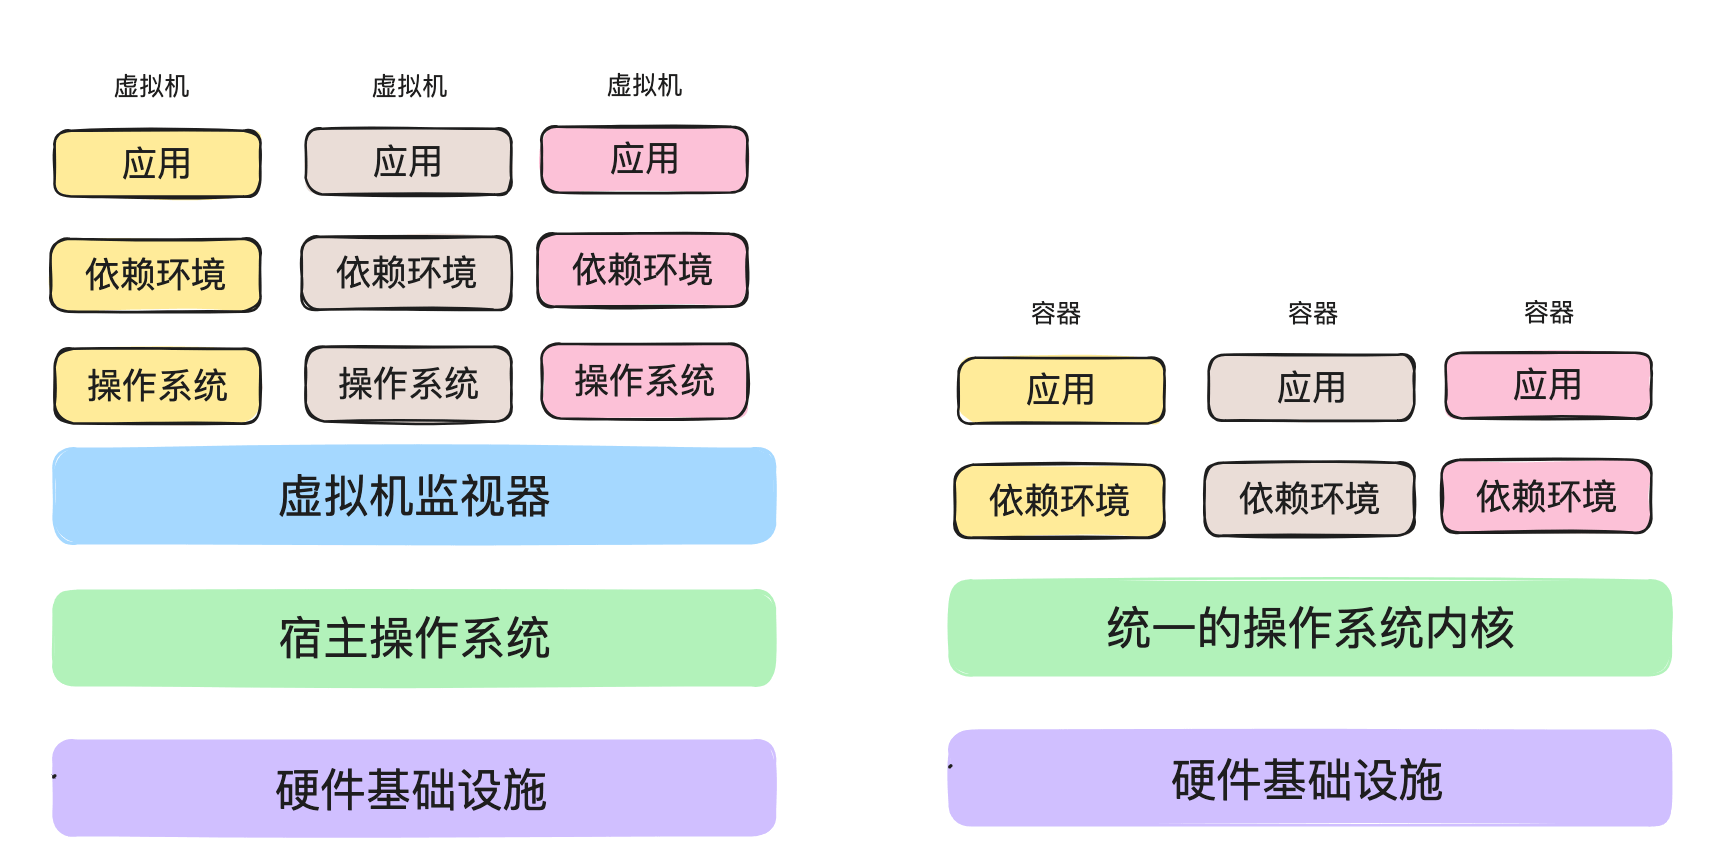 虚拟机
虚拟机
虚拟机
应用
应用
应用
依赖环境
依赖环境
依赖环境
操作系统
操作系统
操作系统
虚拟机监视器
宿主操作系统
硬件基础设施
容器
容器
容器
应用
应用
应用
依赖环境
依赖环境
依赖环境
统一的操作系统内核
硬件基础设施